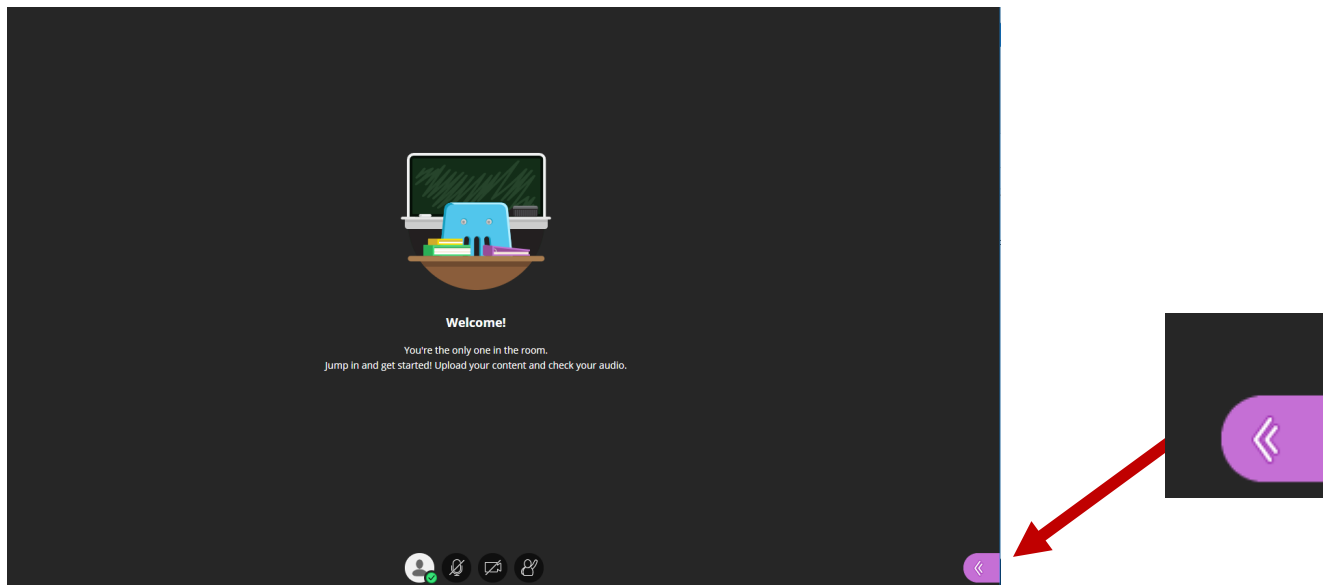 Welcome!
You're the only one in the room.
Jump in and get started! Upload your content and check your audio.